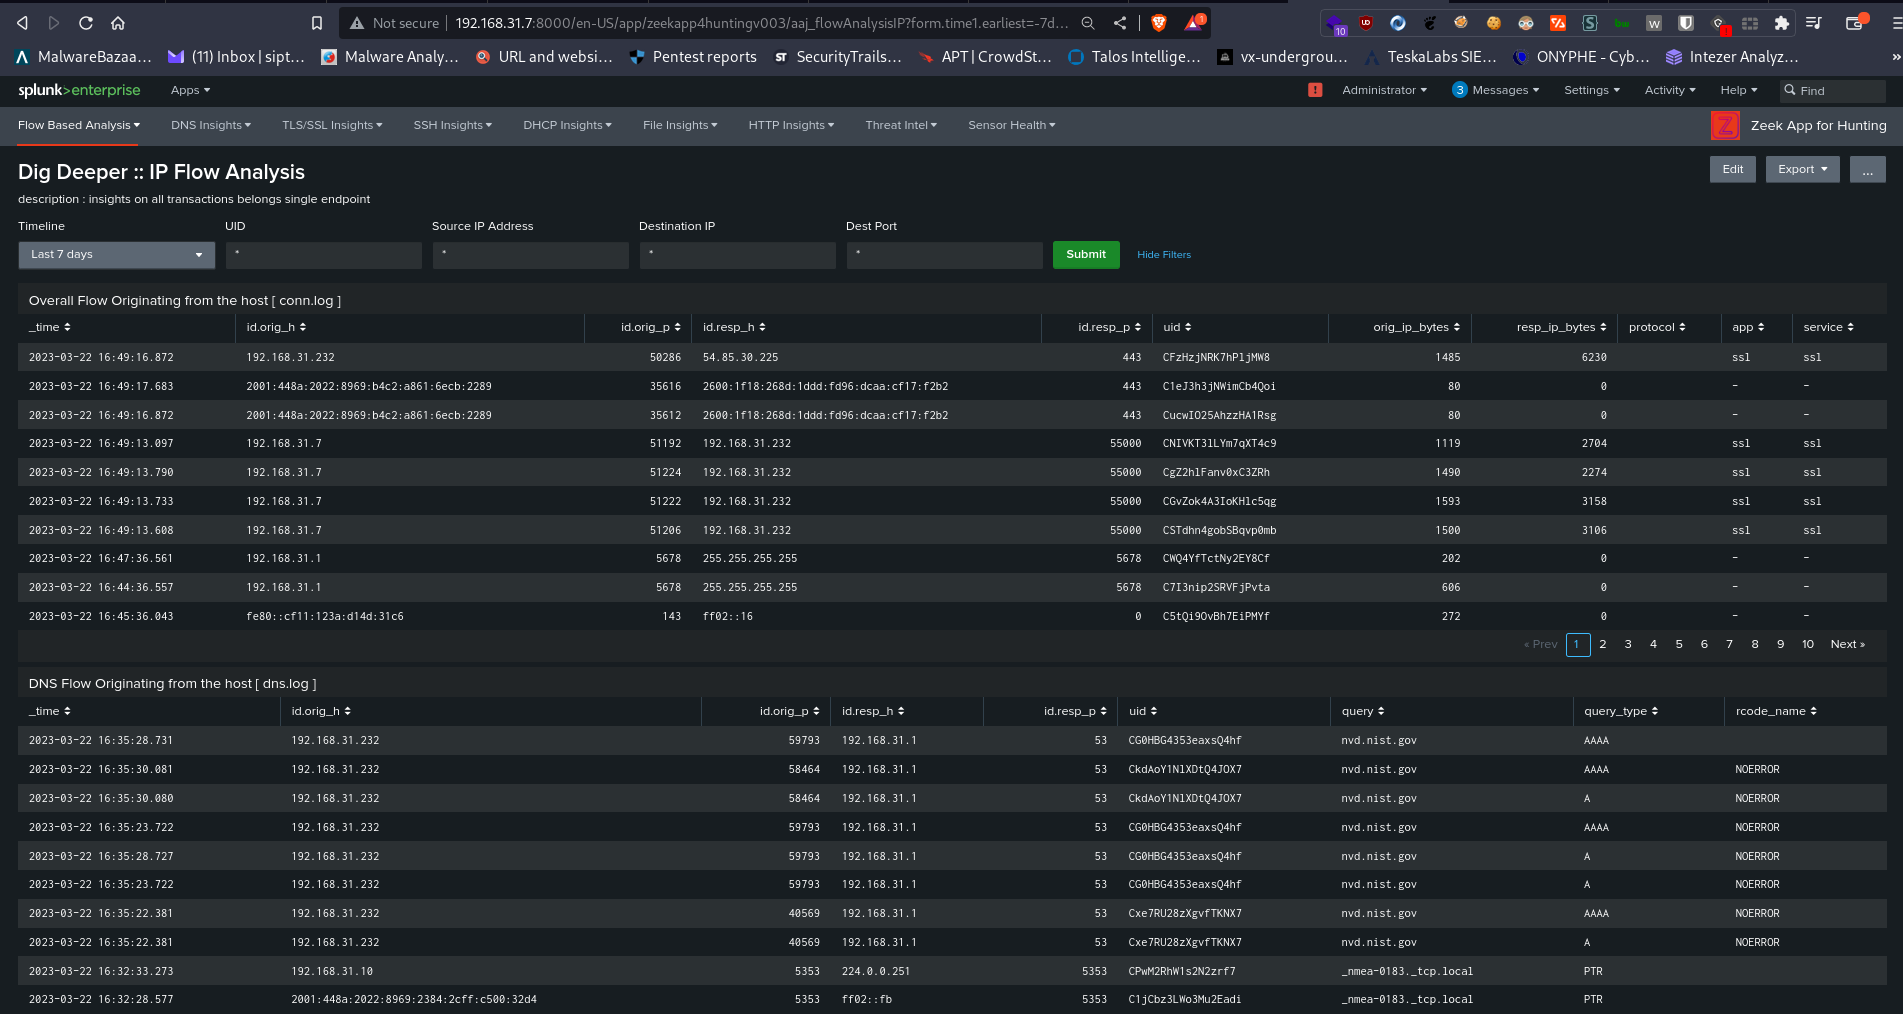 Not secure 192.168.31.7:8000/en-US/app/zeekapp4huntingv003/aaj_flowAnalysisIP?form.time1.earliest=-7d... 1 10
MalwareBazaa... (11) Inbox | sipt... Malware Analy... URL and websi... Pentest reports SecurityTrails... APT | CrowdSt... Talos Intellige... vx-undergrou... TeskaLabs SIE... ONYPHE - Cyb... Intezer Analyz... »
splunk>enterprise Apps ! Administrator 3 Messages Settings Activity Help Find
Flow Based Analysis DNS Insights TLS/SSL Insights SSH Insights DHCP Insights File Insights HTTP Insights Threat Intel Sensor Health Zeek App for Hunting
Dig Deeper :: IP Flow Analysis Edit Export ...
description : insights on all transactions belongs single endpoint
Timeline UID Source IP Address Destination IP Dest Port
Last 7 days * * * * Submit Hide Filters
Overall Flow Originating from the host [ conn.log ]
_time id.orig_h id.orig_p id.resp_h id.resp_p uid orig_ip_bytes resp_ip_bytes protocol app service
2023-03-22 16:49:16.872 192.168.31.232 50286 54.85.30.225 443 CFzHzjNRK7hPljMW8 1485 6230 ssl ssl
2023-03-22 16:49:17.683 2001:448a:2022:8969:b4c2:a861:6ecb:2289 35616 2600:1f18:268d:1ddd:fd96:dcaa:cf17:f2b2 443 C1eJ3h3jNWimCb4Qoi 80 0 - -
2023-03-22 16:49:16.872 2001:448a:2022:8969:b4c2:a861:6ecb:2289 35612 2600:1f18:268d:1ddd:fd96:dcaa:cf17:f2b2 443 CucwIO25AhzzHA1Rsg 80 0 - -
2023-03-22 16:49:13.097 192.168.31.7 51192 192.168.31.232 55000 CNIVKT31LYm7qXT4c9 1119 2704 ssl ssl
2023-03-22 16:49:13.790 192.168.31.7 51224 192.168.31.232 55000 CgZ2hlFanv0xC3ZRh 1490 2274 ssl ssl
2023-03-22 16:49:13.733 192.168.31.7 51222 192.168.31.232 55000 CGvZok4A3IoKHlc5qg 1593 3158 ssl ssl
2023-03-22 16:49:13.608 192.168.31.7 51206 192.168.31.232 55000 CSTdhn4gobSBqvp0mb 1500 3106 ssl ssl
2023-03-22 16:47:36.561 192.168.31.1 5678 255.255.255.255 5678 CWQ4YfTctNy2EY8Cf 202 0 - -
2023-03-22 16:44:36.557 192.168.31.1 5678 255.255.255.255 5678 C7I3nip2SRVFjPvta 606 0 - -
2023-03-22 16:45:36.043 fe80::cf11:123a:d14d:31c6 143 ff02::16 0 C5tQi9OvBh7EiPMYf 272 0 - -
« Prev 1 2 3 4 5 6 7 8 9 10 Next »
DNS Flow Originating from the host [ dns.log ]
_time id.orig_h id.orig_p id.resp_h id.resp_p uid query query_type rcode_name
2023-03-22 16:35:28.731 192.168.31.232 59793 192.168.31.1 53 CG0HBG4353eaxsQ4hf nvd.nist.gov AAAA
2023-03-22 16:35:30.081 192.168.31.232 58464 192.168.31.1 53 CkdAoY1NlXDtQ4JOX7 nvd.nist.gov AAAA NOERROR
2023-03-22 16:35:30.080 192.168.31.232 58464 192.168.31.1 53 CkdAoY1NlXDtQ4JOX7 nvd.nist.gov A NOERROR
2023-03-22 16:35:23.722 192.168.31.232 59793 192.168.31.1 53 CG0HBG4353eaxsQ4hf nvd.nist.gov AAAA NOERROR
2023-03-22 16:35:28.727 192.168.31.232 59793 192.168.31.1 53 CG0HBG4353eaxsQ4hf nvd.nist.gov A NOERROR
2023-03-22 16:35:23.722 192.168.31.232 59793 192.168.31.1 53 CG0HBG4353eaxsQ4hf nvd.nist.gov A NOERROR
2023-03-22 16:35:22.381 192.168.31.232 40569 192.168.31.1 53 Cxe7RU28zXgvfTKNX7 nvd.nist.gov AAAA NOERROR
2023-03-22 16:35:22.381 192.168.31.232 40569 192.168.31.1 53 Cxe7RU28zXgvfTKNX7 nvd.nist.gov A NOERROR
2023-03-22 16:32:33.273 192.168.31.10 5353 224.0.0.251 5353 CPwM2RhW1s2N2zrf7 _nmea-0183._tcp.local PTR
2023-03-22 16:32:28.577 2001:448a:2022:8969:2384:2cff:c500:32d4 5353 ff02::fb 5353 C1jCbz3LWo3Mu2Eadi _nmea-0183._tcp.local PTR